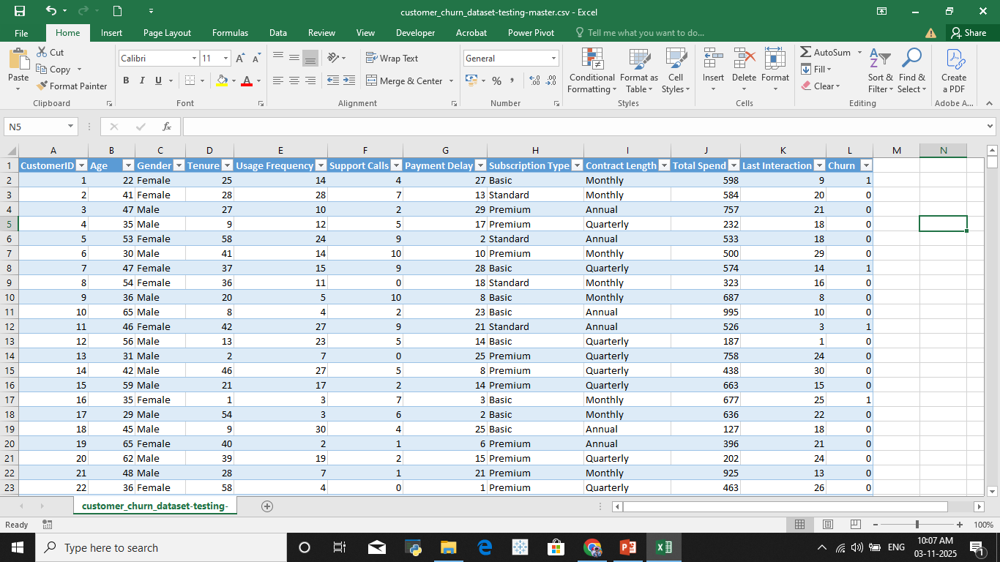 customer_churn_dataset-testing-master.csv - Excel
File Home Insert Page Layout Formulas Data Review View Developer Acrobat Power Pivot Tell me what you want to do... Share
Paste
Cut
Copy
Format Painter
Clipboard
Calibri 11
B I U
Font
Wrap Text
Merge & Center
Alignment
General
%
Number
Conditional Formatting
Format as Table
Cell Styles
Styles
Insert Delete Format
Cells
AutoSum
Fill
Clear
Sort & Filter
Find & Select
Editing
Create a PDF
Adobe A...
N5 fx
A B C D E F G H I J K L M N
1 CustomerID Age Gender Tenure Usage Frequency Support Calls Payment Delay Subscription Type Contract Length Total Spend Last Interaction Churn
2 1 22 Female 25 14 4 27 Basic Monthly 598 9 1
3 2 41 Female 28 28 7 13 Standard Monthly 584 20 0
4 3 47 Male 27 10 2 29 Premium Annual 757 21 0
5 4 35 Male 9 12 5 17 Premium Quarterly 232 18 0
6 5 53 Female 58 24 9 2 Standard Annual 533 18 0
7 6 30 Male 41 14 10 10 Premium Monthly 500 29 0
8 7 47 Female 37 15 9 28 Basic Quarterly 574 14 1
9 8 54 Female 36 11 0 18 Standard Monthly 323 16 0
10 9 36 Male 20 5 10 8 Basic Monthly 687 8 0
11 10 65 Male 8 4 2 23 Basic Annual 995 10 0
12 11 46 Female 42 27 9 21 Standard Annual 526 3 1
13 12 56 Male 13 23 5 14 Basic Quarterly 187 1 0
14 13 31 Male 2 7 0 25 Premium Quarterly 758 24 0
15 14 42 Male 46 27 5 8 Premium Quarterly 438 30 0
16 15 59 Male 21 17 2 14 Premium Quarterly 663 15 0
17 16 35 Female 1 3 7 3 Basic Monthly 677 25 1
18 17 29 Male 54 3 6 2 Basic Monthly 636 22 0
19 18 45 Male 9 30 4 25 Basic Annual 127 18 0
20 19 65 Female 40 2 1 6 Premium Annual 396 21 0
21 20 62 Male 39 19 2 15 Premium Quarterly 202 24 0
22 21 48 Male 28 7 1 21 Premium Monthly 925 13 0
23 22 36 Female 58 4 0 1 Premium Quarterly 463 26 0
customer_churn_dataset-testing-
Ready 100%
Type here to search
ENG
10:07 AM
03-11-2025
1